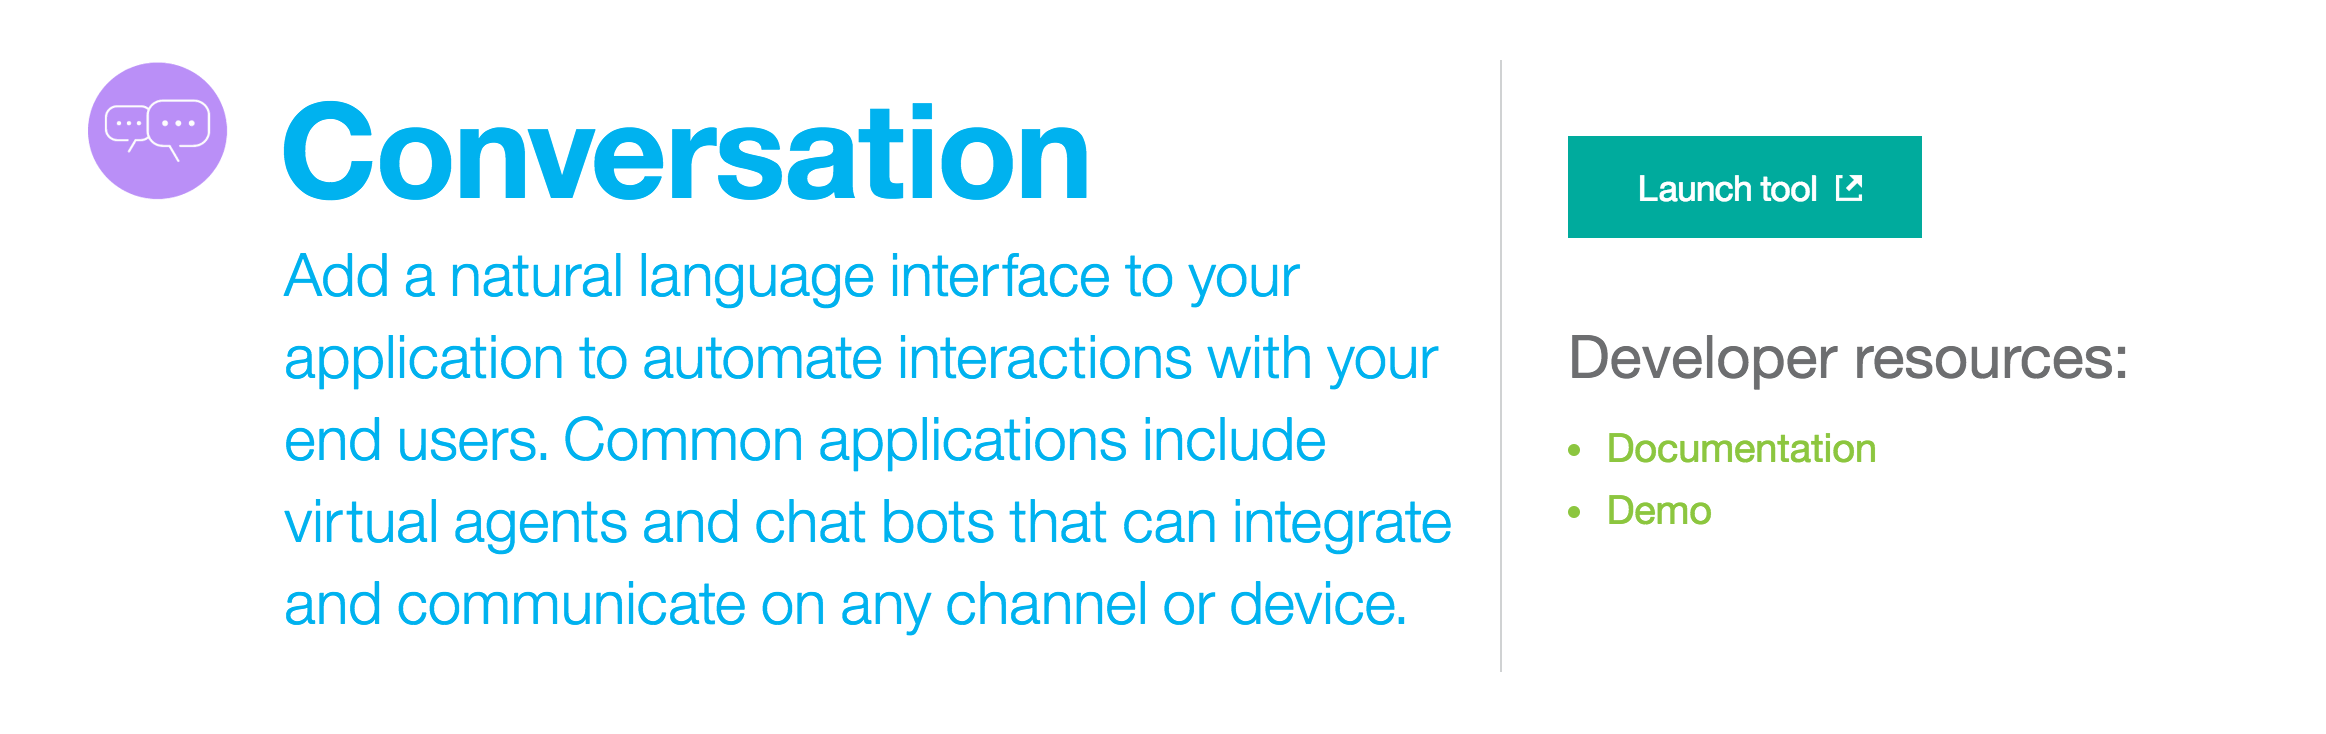 Conversation
Add a natural language interface to your
application to automate interactions with your
end users. Common applications include
virtual agents and chat bots that can integrate
and communicate on any channel or device.
Launch tool
Developer resources:
• Documentation
• Demo